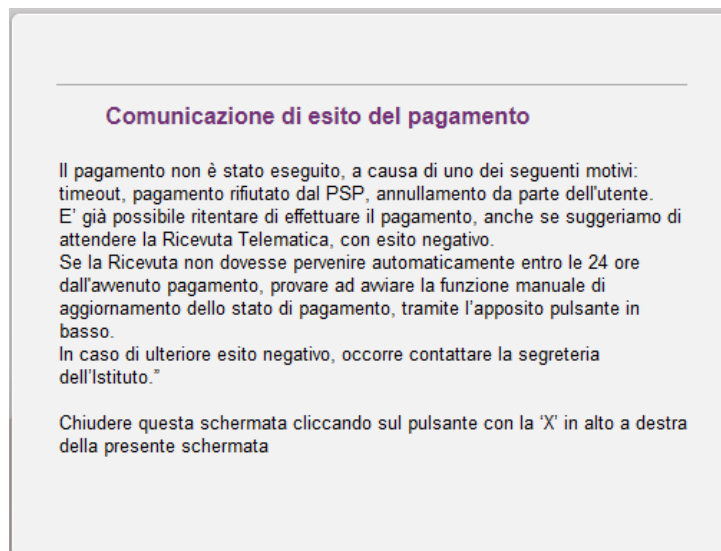 Comunicazione di esito del pagamento
Il pagamento non è stato eseguito, a causa di uno dei seguenti motivi:
timeout, pagamento rifiutato dal PSP, annullamento da parte dell'utente.
E' già possibile ritentare di effettuare il pagamento, anche se suggeriamo di
attendere la Ricevuta Telematica, con esito negativo.
Se la Ricevuta non dovesse pervenire automaticamente entro le 24 ore
dall'avvenuto pagamento, provare ad avviare la funzione manuale di
aggiornamento dello stato di pagamento, tramite l’apposito pulsante in
basso.
In caso di ulteriore esito negativo, occorre contattare la segreteria
dell’Istituto.”
Chiudere questa schermata cliccando sul pulsante con la ‘X’ in alto a destra
della presente schermata